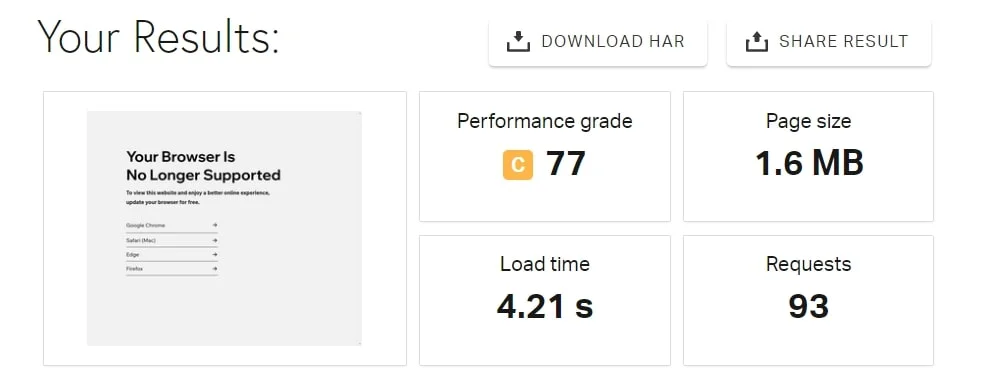 Your Results:
DOWNLOAD HAR
SHARE RESULT
Your Browser Is
No Longer Supported
To view this website and enjoy a better online experience,
update your browser for free.
Google Chrome
Safari (Mac)
Edge
Firefox
Performance grade
C 77
Page size
1.6 MB
Load time
4.21 s
Requests
93